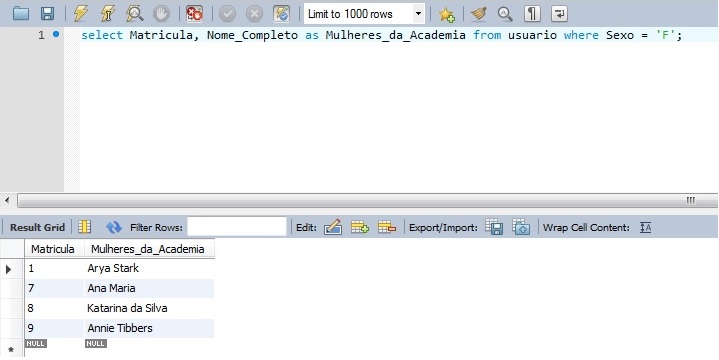 Limit to 1000 rows
1 select Matricula, Nome_Completo as Mulheres_da_Academia from usuario where Sexo = 'F';
Result Grid Filter Rows: Edit: Export/Import: Wrap Cell Content: IA
Matricula Mulheres_da_Academia
1 Arya Stark
7 Ana Maria
8 Katarina da Silva
9 Annie Tibbers
NULL NULL